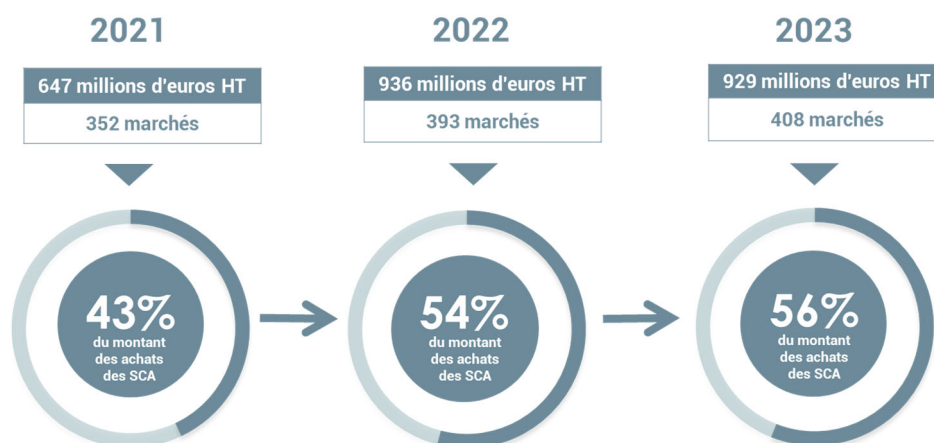 2021
647 millions d'euros HT
352 marchés
43%
du montant
des achats
des SCA
2022
936 millions d'euros HT
393 marchés
54%
du montant
des achats
des SCA
2023
929 millions d'euros HT
408 marchés
56%
du montant
des achats
des SCA